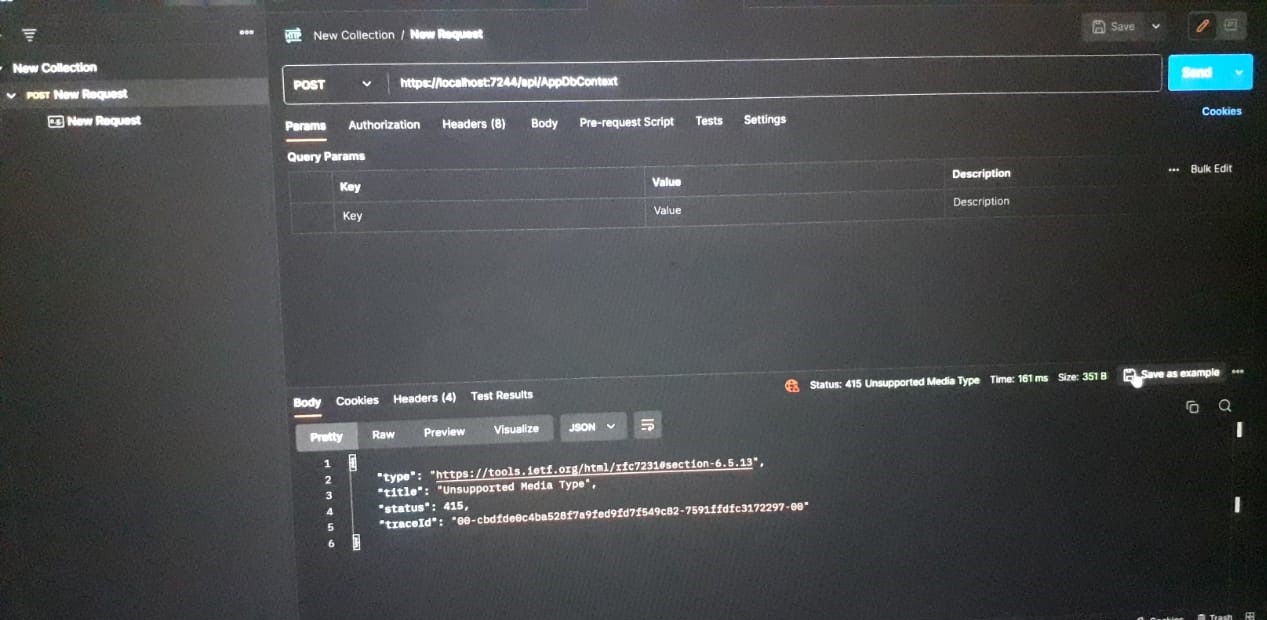 HTTP New Collection / New Request
Save
New Collection
POST New Request
New Request
POST https://localhost:7244/api/AppDbContext
Send
Cookies
Params Authorization Headers (8) Body Pre-request Script Tests Settings
Query Params
Key Value Description Bulk Edit
Key Value Description
Body Cookies Headers (4) Test Results
Status: 415 Unsupported Media Type Time: 161 ms Size: 351 B Save as example
Pretty Raw Preview Visualize JSON
1 {
2 "type": "https://tools.ietf.org/html/rfc7231#section-6.5.13",
3 "title": "Unsupported Media Type",
4 "status": 415,
5 "traceId": "00-cbdfde0c4ba528f7a9fed9fd7f549c82-7591ffdfc3172297-00"
6 }
Cookies Trash